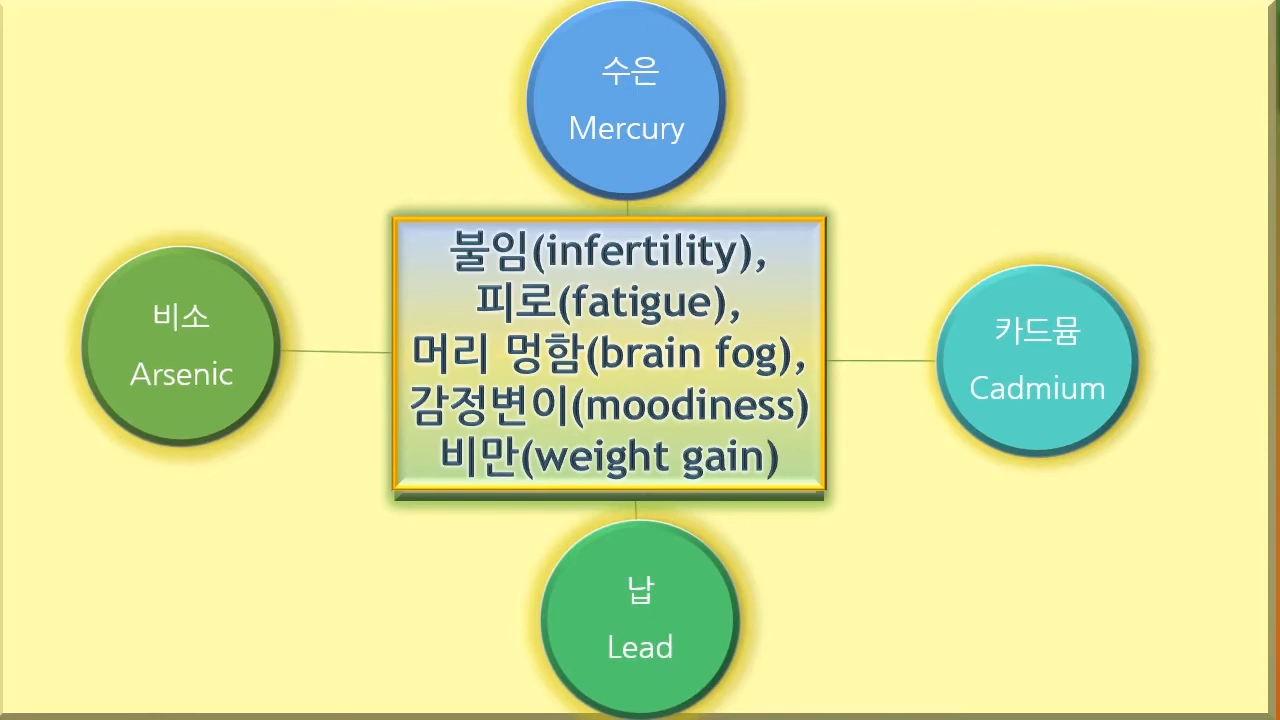 수은
Mercury
불임(infertility),
피로(fatigue),
머리 멍함(brain fog),
감정변이(moodiness)
비만(weight gain)
비소
Arsenic
카드뮴
Cadmium
납
Lead